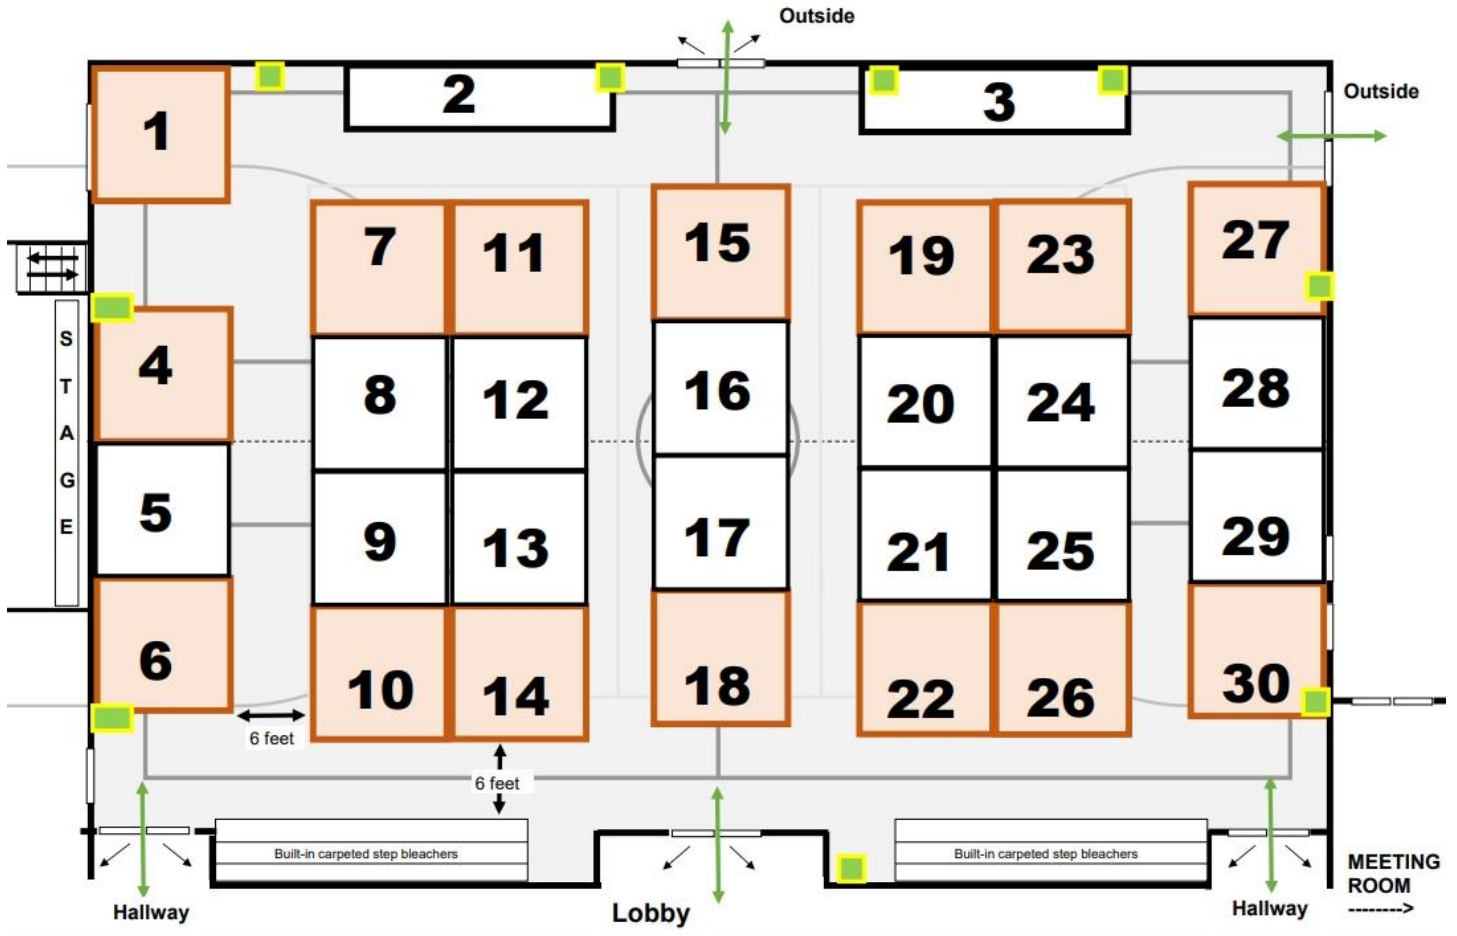 Outside
Outside
1
2
3
7
11
15
19
23
27
4
8
12
16
20
24
28
5
9
13
17
21
25
29
6
10
14
18
22
26
30
S
T
A
G
E
6 feet
6 feet
Built-in carpeted step bleachers
Built-in carpeted step bleachers
Hallway
Lobby
Hallway
MEETING
ROOM
-------->